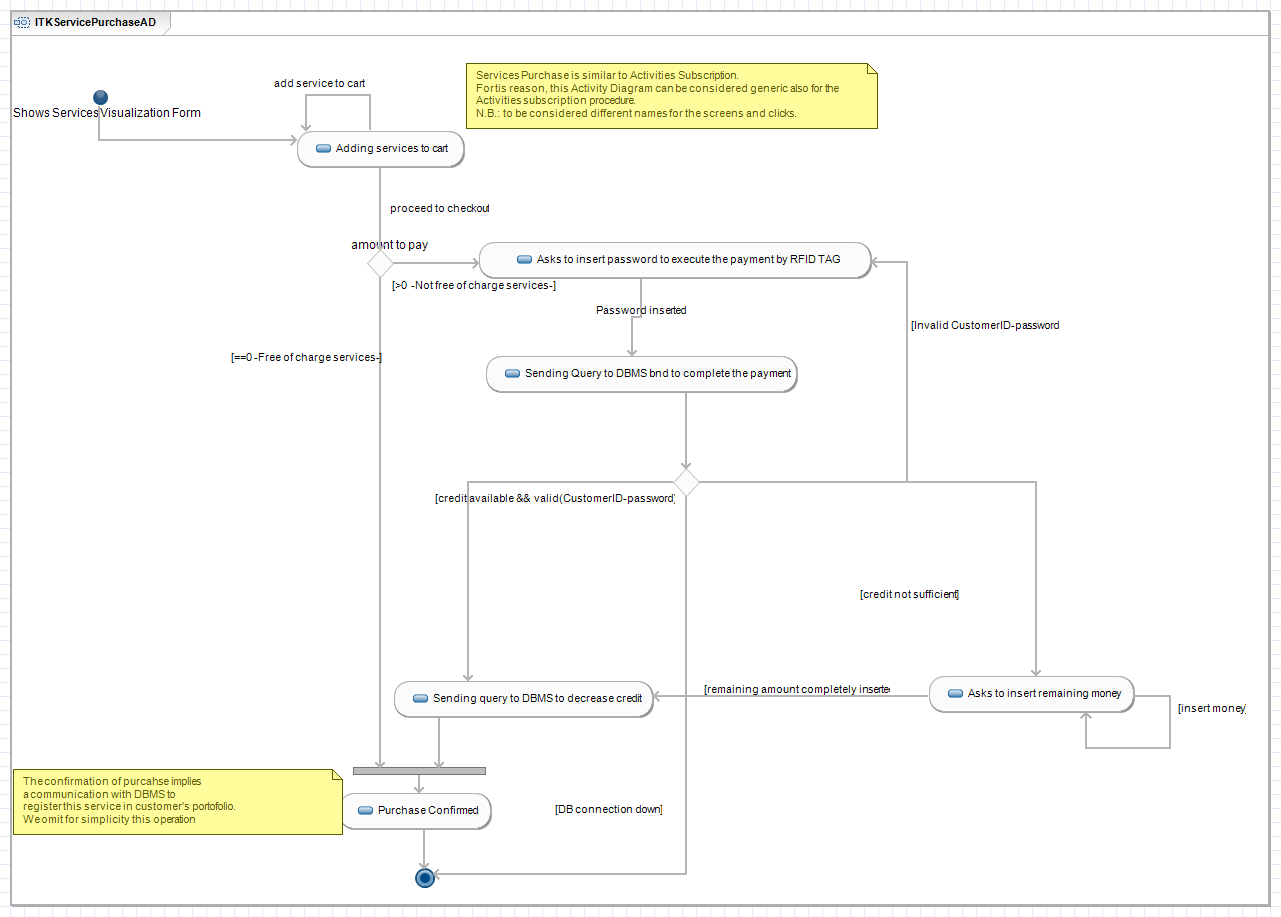 ITKServicePurchaseAD
add service to cart
Services Purchase is similar to Activities Subscription.
Fortis reason, this Activity Diagram can be considered generic also for the
Activities subscription procedure.
N.B.: to be considered different names for the screens and clicks.
Shows Services Visualization Form
Adding services to cart
proceed to checkout
amount to pay
Asks to insert password to execute the payment by RFID TAG
[>0 -Not free of charge services-]
Password inserted
[Invalid CustomerID-password
[==0 -Free of charge services-]
Sending Query to DBMS bnd to complete the payment
[credit available && valid(CustomerID-password)
[credit not sufficient]
Sending query to DBMS to decrease credit
[remaining amount completely inserte
Asks to insert remaining money
[insert money]
The confirmation of purcahse implies
a communication with DBMS to
register this service in customer's portofolio.
We omit for simplicity this operation
Purchase Confirmed
[DB connection down]